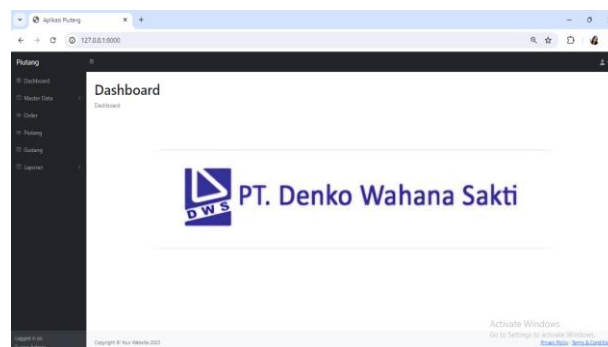 Aplikasi Piutang
127.0.0.1:8000
Piutang
Dashboard
Master Data
Order
Piutang
Gudang
Laporan
Dashboard
Dashboard
DWS
PT. Denko Wahana Sakti
Activate Windows
Go to Settings to activate Windows.
Logged in as:
Copyright © Your Website 2023
Privacy Policy · Terms &